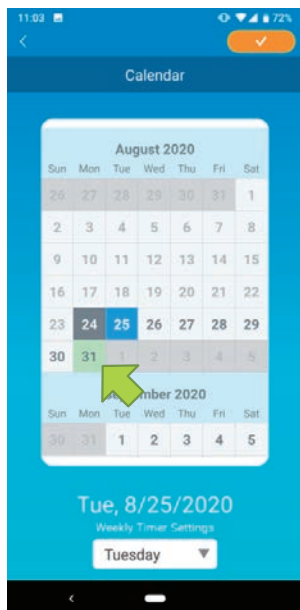 11:03 72%
Calendar
August 2020
Sun Mon Tue Wed Thu Fri Sat
26 27 28 29 30 31 1
2 3 4 5 6 7 8
9 10 11 12 13 14 15
16 17 18 19 20 21 22
23 24 25 26 27 28 29
30 31 1 2 3 4 5
2020
Sun Mon Tue Wed Thu Fri Sat
30 31 1 2 3 4 5
Tue, 8/25/2020
Weekly Timer Settings
Tuesday